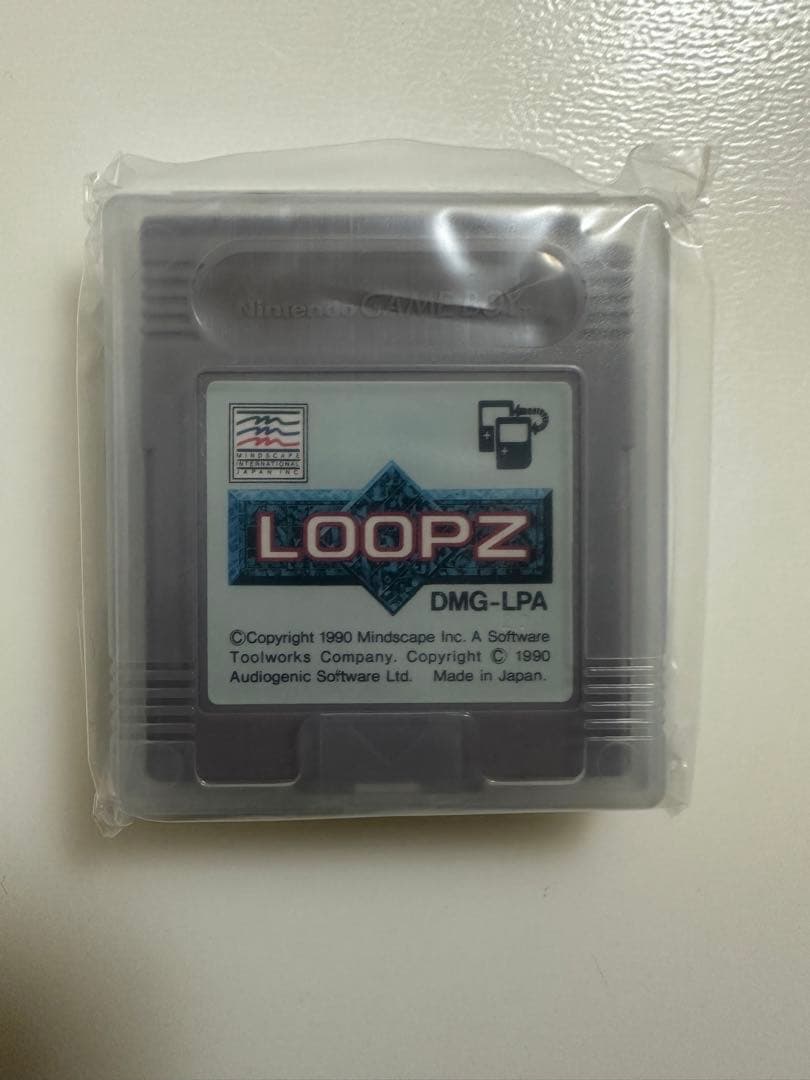 Nintendo GAME BOY
MINDSCAPE
INTERNATIONAL
JAPAN INC
LOOPZ
DMG-LPA
©Copyright 1990 Mindscape Inc. A Software
Toolworks Company. Copyright © 1990
Audiogenic Software Ltd. Made in Japan.